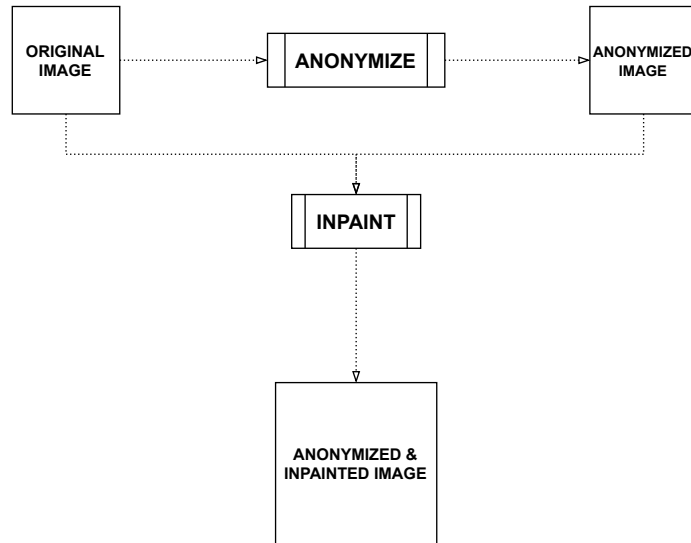 ORIGINAL
IMAGE
ANONYMIZE
ANONYMIZED
IMAGE
INPAINT
ANONYMIZED &
INPAINTED IMAGE